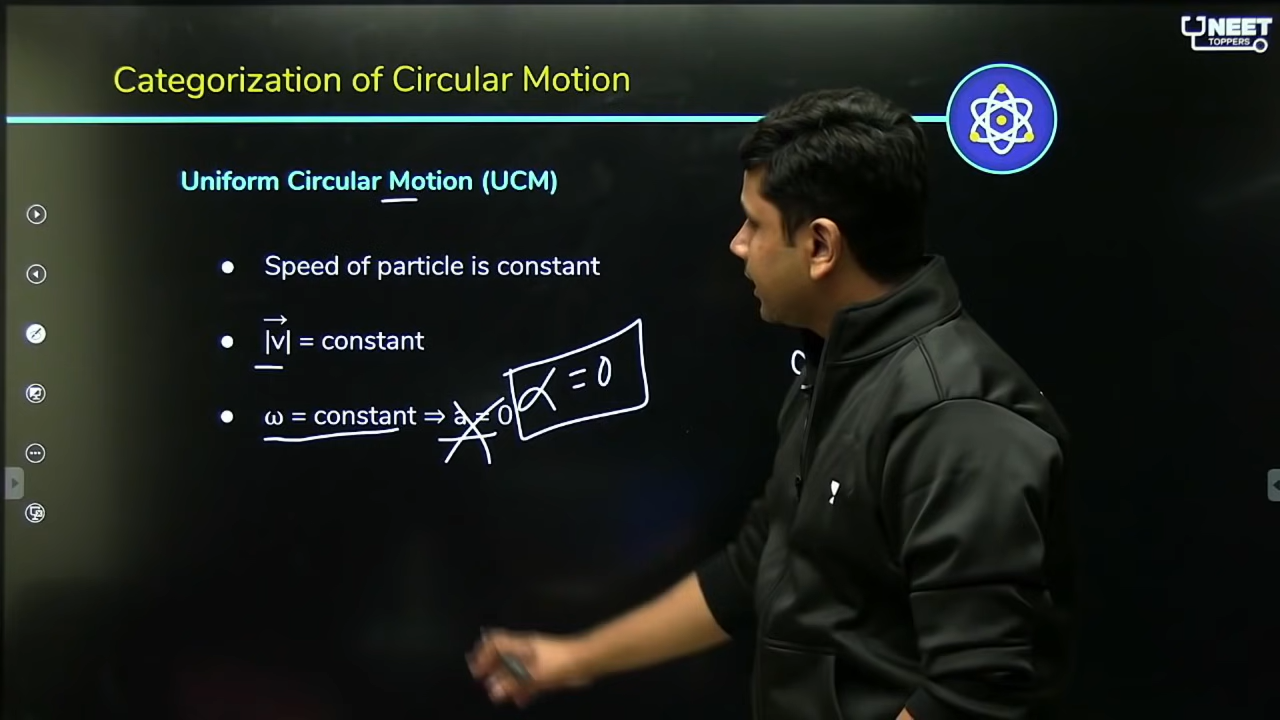 NEET
TOPPERS
Categorization of Circular Motion
Uniform Circular Motion (UCM)
• Speed of particle is constant
• |v⃗| = constant
• ω = constant ⇒ a = 0 α = 0